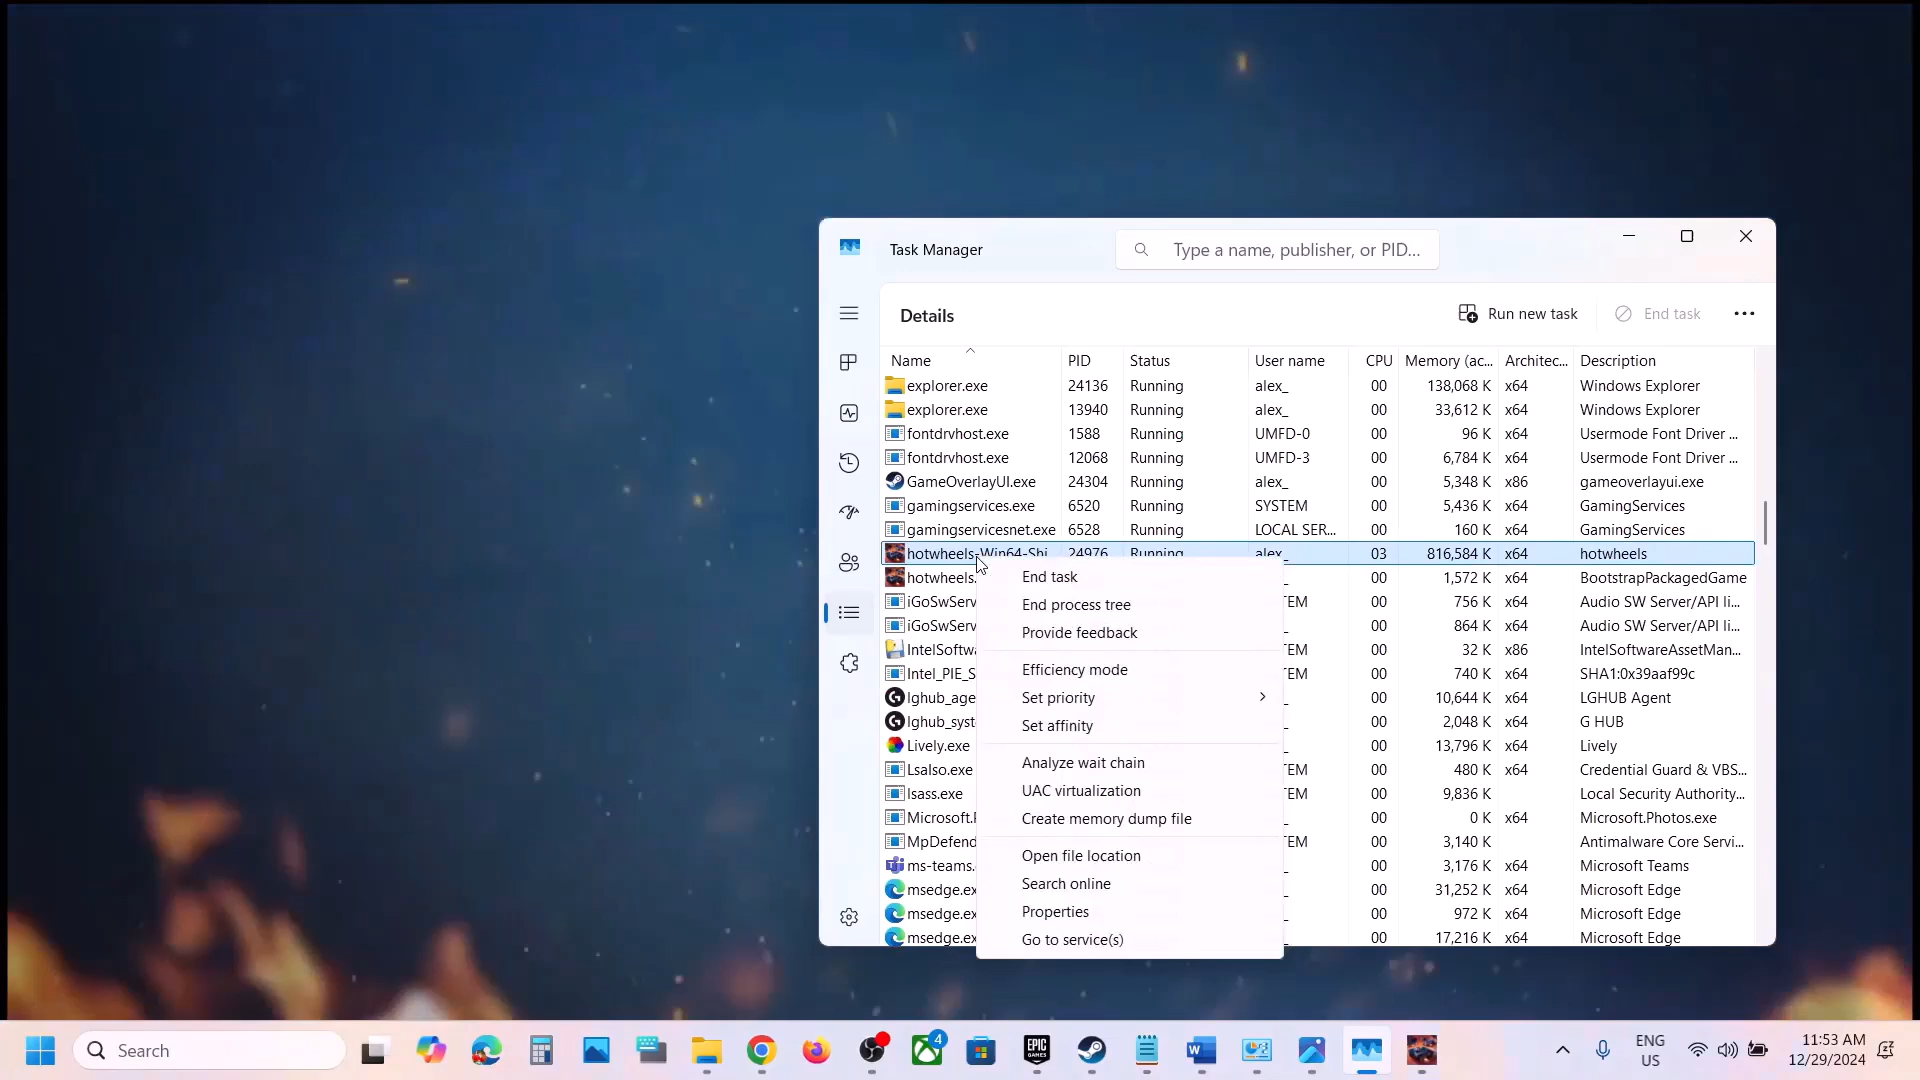 Task Manager
Type a name, publisher, or PID...
Details
Run new task
End task
Name PID Status User name CPU Memory (ac... Architec... Description
explorer.exe 24136 Running alex_ 00 138,068 K x64 Windows Explorer
explorer.exe 13940 Running alex_ 00 33,612 K x64 Windows Explorer
fontdrvhost.exe 1588 Running UMFD-0 00 96 K x64 Usermode Font Driver ...
fontdrvhost.exe 12068 Running UMFD-3 00 6,784 K x64 Usermode Font Driver ...
GameOverlayUI.exe 24304 Running alex_ 00 5,348 K x86 gameoverlayui.exe
gamingservices.exe 6520 Running SYSTEM 00 5,436 K x64 GamingServices
gamingservicesnet.exe 6528 Running LOCAL SER... 00 160 K x64 GamingServices
hotwheels-Win64-Shi 24976 Running alex_ 03 816,584 K x64 hotwheels
hotwheels. _ 00 1,572 K x64 BootstrapPackagedGame
iGoSwServ TEM 00 756 K x64 Audio SW Server/API li...
iGoSwServ _ 00 864 K x64 Audio SW Server/API li...
IntelSoftwa TEM 00 32 K x86 IntelSoftwareAssetMan...
Intel_PIE_S TEM 00 740 K x64 SHA1:0x39aaf99c
lghub_age _ 00 10,644 K x64 LGHUB Agent
lghub_syst _ 00 2,048 K x64 G HUB
Lively.exe _ 00 13,796 K x64 Lively
LsaIso.exe TEM 00 480 K x64 Credential Guard & VBS...
lsass.exe TEM 00 9,836 K Local Security Authority...
Microsoft.P _ 00 0 K x64 Microsoft.Photos.exe
MpDefend TEM 00 3,140 K Antimalware Core Servi...
ms-teams. _ 00 3,176 K x64 Microsoft Teams
msedge.ex _ 00 31,252 K x64 Microsoft Edge
msedge.ex _ 00 972 K x64 Microsoft Edge
msedge.ex _ 00 17,216 K x64 Microsoft Edge
End task
End process tree
Provide feedback
Efficiency mode
Set priority
Set affinity
Analyze wait chain
UAC virtualization
Create memory dump file
Open file location
Search online
Properties
Go to service(s)
Search
4
EPIC
GAMES
ENG
US
11:53 AM
12/29/2024